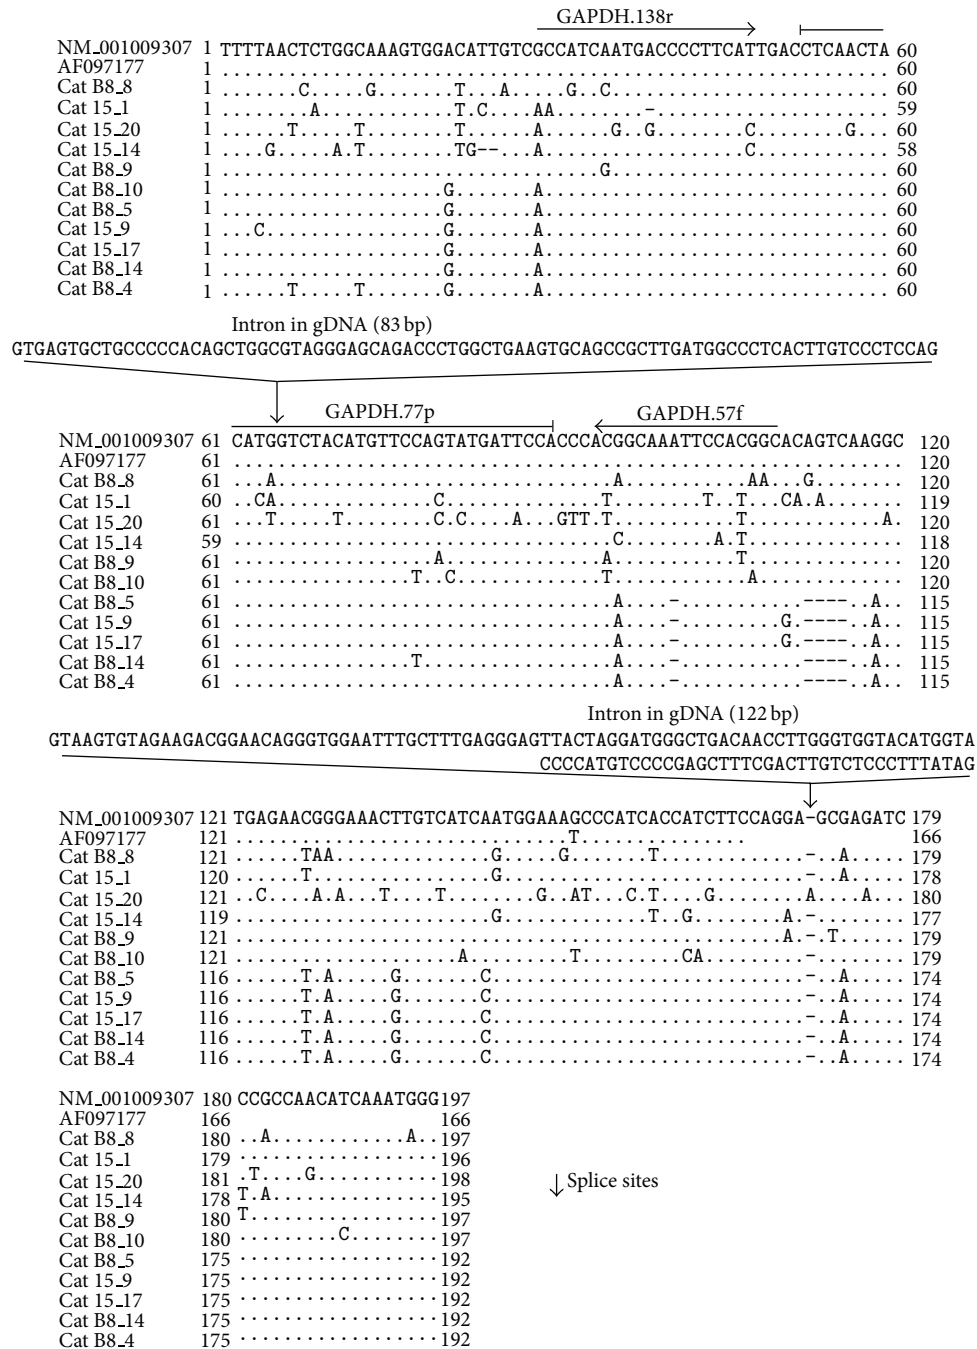 GAPDH.138r
NM_001009307 1 TTTTAACTCTGGCAAAGTGGACATTGTCGCCATCAATGACCCCTTCATTGACCTCAACTA 60
AF097177 1 ............................................................ 60
Cat B8_8 1 .......C.....G.......T...A.....G..C......................... 60
Cat 15_1 1 ........A............T.C....AA........-..................... 59
Cat 15_20 1 ......T.....T........T......A......G..G........C........G... 60
Cat 15_14 1 ....G.....A.T........TG--...A..................C............ 58
Cat B8_9 1 ..................................G......................... 60
Cat B8_10 1 ....................G.......A............................... 60
Cat B8_5 1 ....................G.......A............................... 60
Cat 15_9 1 ...C................G.......A............................... 60
Cat 15_17 1 ....................G.......A............................... 60
Cat B8_14 1 ....................G.......A............................... 60
Cat B8_4 1 ......T.....T.......G.......A............................... 60
Intron in gDNA (83 bp)
GTGAGTGCTGCCCCCACAGCTGGCGTAGGGAGCAGACCCTGGCTGAAGTGCAGCCGCTTGATGGCCCTCACTTGTCCCTCCAG
GAPDH.77p GAPDH.57f
NM_001009307 61 CATGGTCTACATGTTCCAGTATGATTCCACCCACGGCAAATTCCACGGCACAGTCAAGGC 120
AF097177 61 ............................................................ 120
Cat B8_8 61 ...A..............................A...........AA...G........ 120
Cat 15_1 60 ..CA..............C..............T........T..T...CA.A....... 119
Cat 15_20 61 ...T.....T........C.C....A...GTT.T...........T............A. 120
Cat 15_14 59 ..................................C........A.T.............. 118
Cat B8_9 61 ..................A..............A...........T.............. 120
Cat B8_10 61 ................T..C.............T............A............. 120
Cat B8_5 61 ..................................A....-...........----..A.. 115
Cat 15_9 61 ..................................A....-.........G.----..A.. 115
Cat 15_17 61 ..................................A....-.........G.----..A.. 115
Cat B8_14 61 ................T.................A....-...........----..A.. 115
Cat B8_4 61 ..................................A....-...........----..A.. 115
Intron in gDNA (122 bp)
GTAAGTGTAGAAGACGGAACAGGGTGGAATTTGCTTTGAGGGAGTTACTAGGATGGGCTGACAACCTTGGGTGGTACATGGTA
CCCCATGTCCCCGAGCTTTCGACTTGTCTCCCTTTATAG
NM_001009307 121 TGAGAACGGGAAACTTGTCATCAATGGAAAGCCCATCACCATCTTCCAGGA-GCGAGATC 179
AF097177 121 ..............................T............... 166
Cat B8_8 121 ......TAA..............G.....G.......T.............-..A..... 179
Cat 15_1 120 ......T................G...........................-..A..... 178
Cat 15_20 121 ..C....A.A...T....T........G..AT...C.T....G........A....A... 180
Cat 15_14 119 .......................G.............T..G........A.-........ 177
Cat B8_9 121 .................................................A.-.T...... 179
Cat B8_10 121 ....................A.........T.........CA.........-........ 179
Cat B8_5 116 ......T.A.....G.......C............................-..A..... 174
Cat 15_9 116 ......T.A.....G.......C............................-..A..... 174
Cat 15_17 116 ......T.A.....G.......C............................-..A..... 174
Cat B8_14 116 ......T.A.....G.......C............................-..A..... 174
Cat B8_4 116 ......T.A.....G.......C............................-..A..... 174
NM_001009307 180 CCGCCAACATCAAATGGG 197
AF097177 166 166
Cat B8_8 180 ..A............A.. 197
Cat 15_1 179 .................. 196
Cat 15_20 181 .T....G........... 198
Cat 15_14 178 T.A............... 195
Cat B8_9 180 T................. 197
Cat B8_10 180 .........C........ 197
Cat B8_5 175 .................. 192
Cat 15_9 175 .................. 192
Cat 15_17 175 .................. 192
Cat B8_14 175 .................. 192
Cat B8_4 175 .................. 192
↓ Splice sites